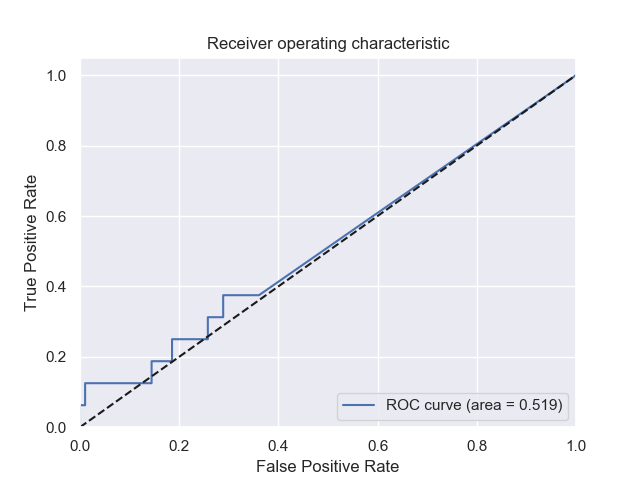 Receiver operating characteristic
1.0
0.8
0.6
0.4
0.2
0.0
True Positive Rate
0.0 0.2 0.4 0.6 0.8 1.0
False Positive Rate
ROC curve (area = 0.519)